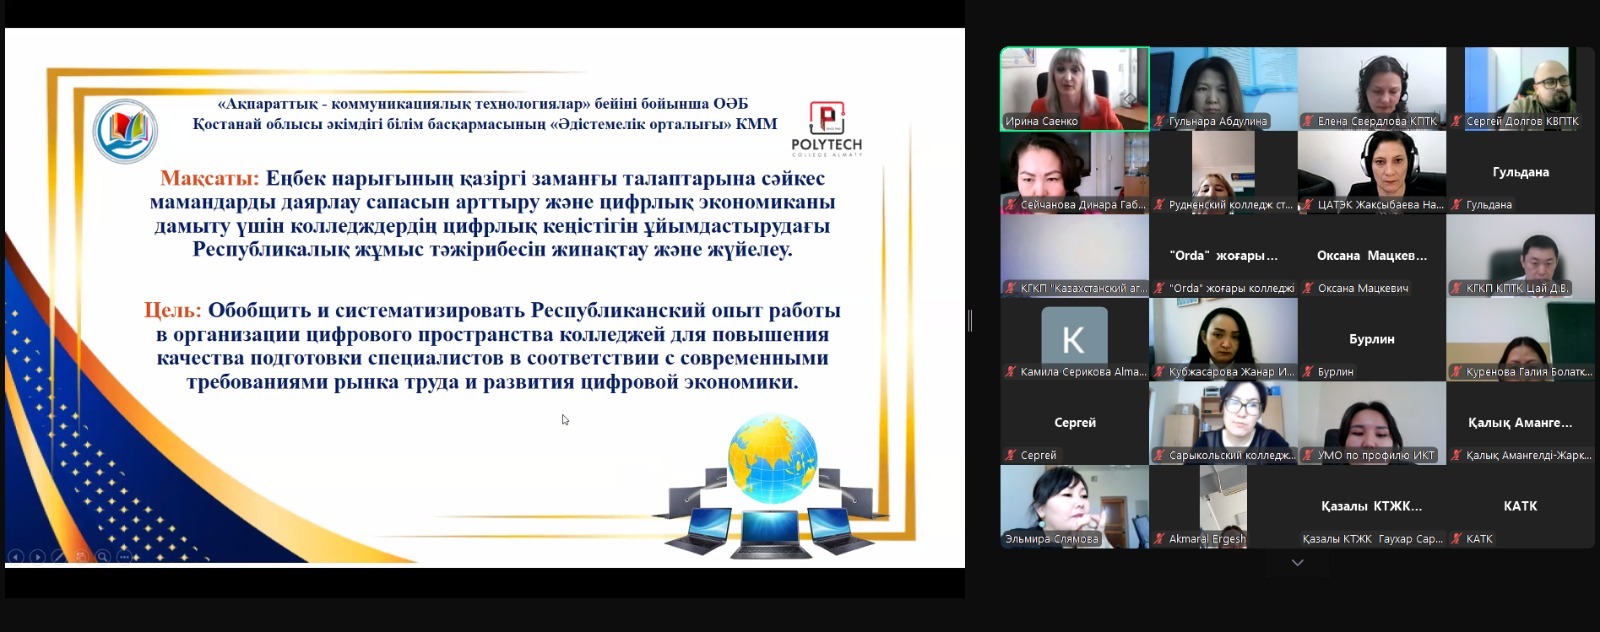 «Ақпараттық - коммуникациялық технологиялар» бейіні бойынша ОӘБ
Қостанай облысы әкімдігі білім басқармасының «Әдістемелік орталығы» КММ
POLYTECH
COLLEGE ALMATY
Мақсаты: Еңбек нарығының қазіргі заманғы талаптарына сәйкес
мамандарды даярлау сапасын арттыру және цифрлық экономиканы
дамыту үшін колледждердің цифрлық кеңістігін ұйымдастырудағы
Республикалық жұмыс тәжірибесін жинақтау және жүйелеу.
Цель: Обобщить и систематизировать Республиканский опыт работы
в организации цифрового пространства колледжей для повышения
качества подготовки специалистов в соответствии с современными
требованиями рынка труда и развития цифровой экономики.
Ирина Саенко
Гульнара Абдулина
Елена Свердлова КПТК
Сергей Долгов КВПТК
Сейчанова Динара Габ...
Рудненский колледж ст...
ЦАТЭК Жаксыбаева На...
Гульдана
Гульдана
КГКП "Казахстанский аг...
"Orda" жоғары...
"Orda" жоғары колледжі
Оксана Мацкев...
Оксана Мацкевич
КГКП КПТК Цай Д.В.
K
Камила Серикова Alma...
Кубжасарова Жанар И...
Бурлин
Бурлин
Куренова Галия Болатк...
Сергей
Сергей
Сарыкольский колледж...
УМО по профилю ИКТ
Қалық Аманге...
Қалық Амангелді-Жарк...
Эльмира Слямова
Akmaral Ergesh
Қазалы КТЖК...
Қазалы КТЖК Гаухар Сар...
КАТК
КАТК